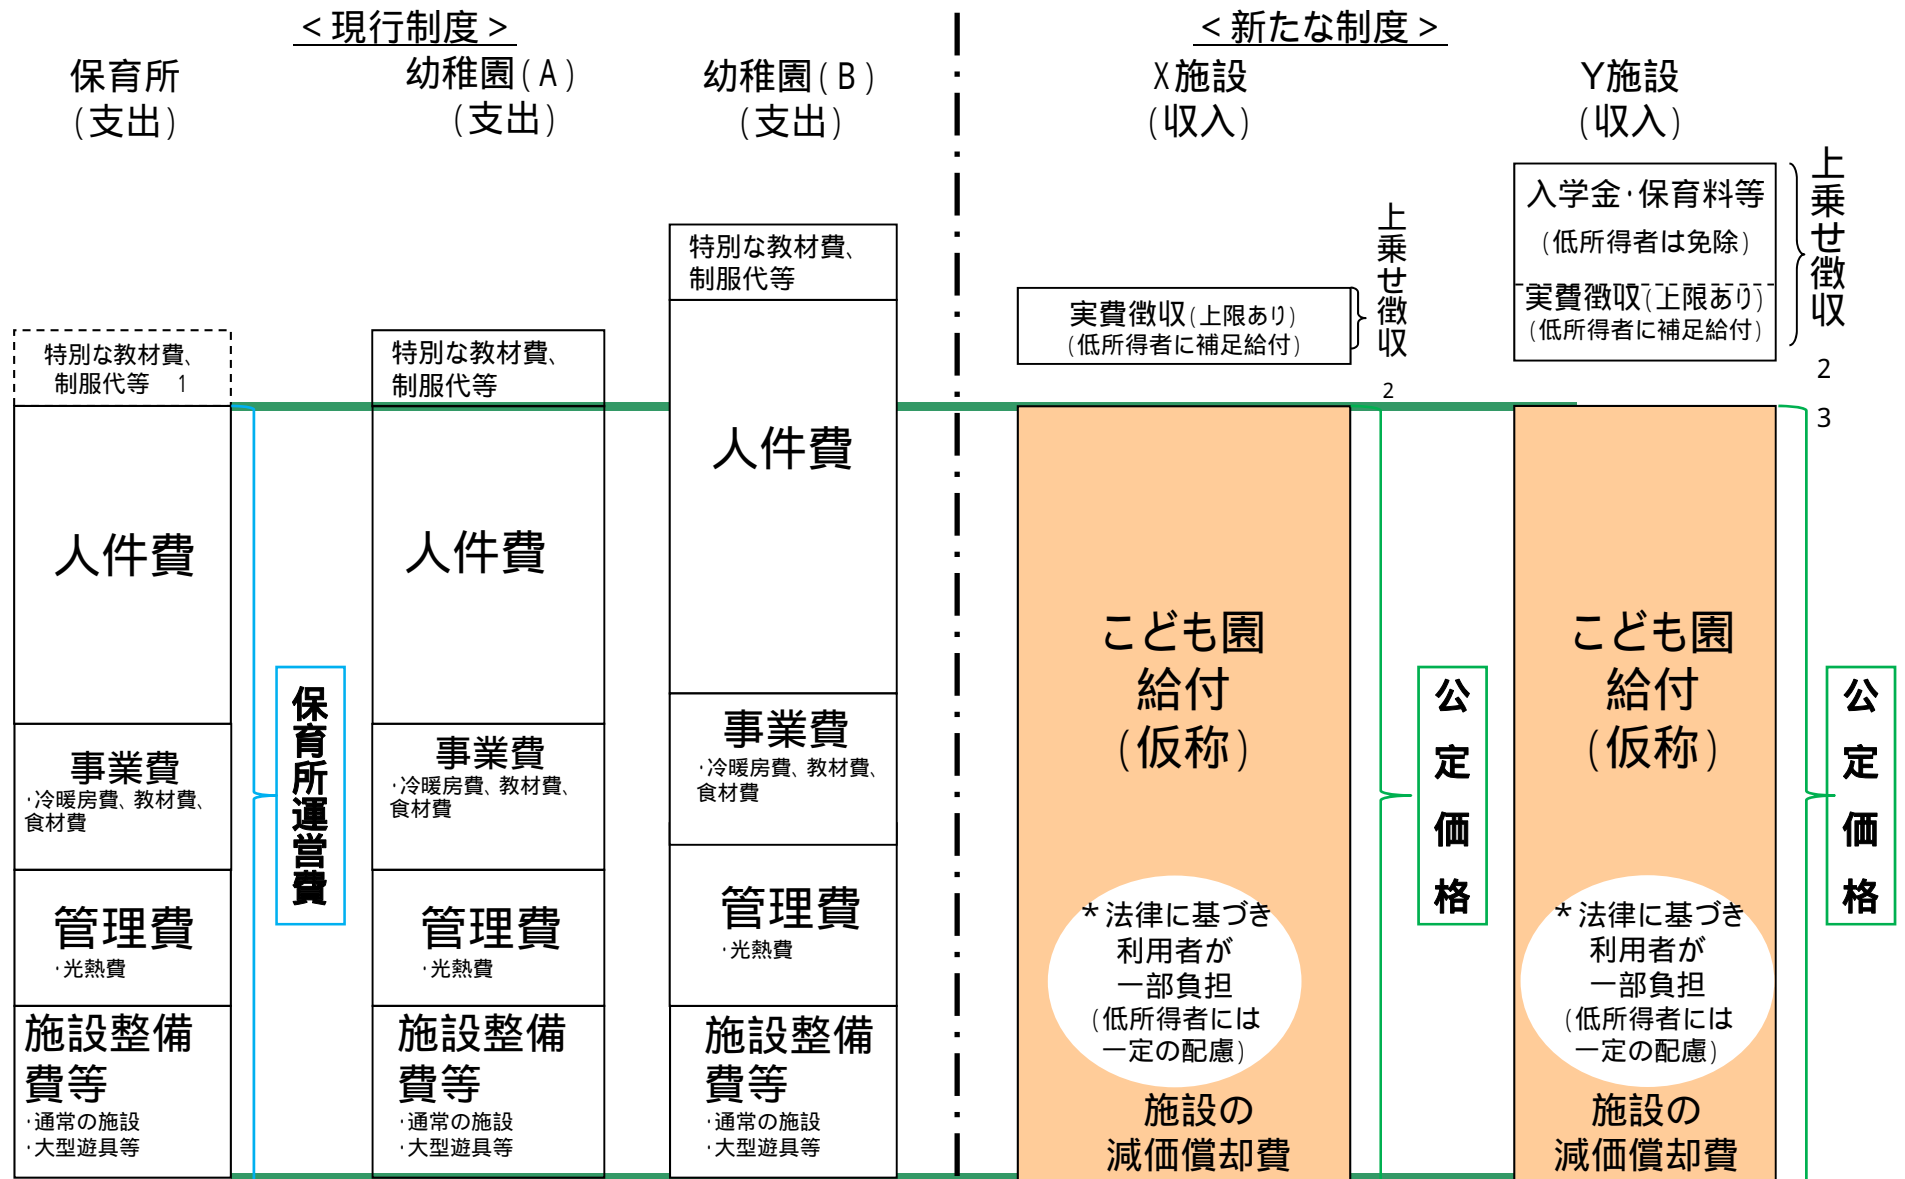 <現行制度>
保育所
(支出)
幼稚園(A)
(支出)
幼稚園(B)
(支出)
特別な教材費、
制服代等 1
人件費
事業費
・冷暖房費、教材費、
食材費
管理費
・光熱費
施設整備
費等
・通常の施設
・大型遊具等
保育所運営費
特別な教材費、
制服代等
人件費
事業費
・冷暖房費、教材費、
食材費
管理費
・光熱費
施設整備
費等
・通常の施設
・大型遊具等
特別な教材費、
制服代等
人件費
事業費
・冷暖房費、教材費、
食材費
管理費
・光熱費
施設整備
費等
・通常の施設
・大型遊具等
<新たな制度>
X施設
(収入)
Y施設
(収入)
実費徴収(上限あり)
(低所得者に補足給付)
上乗せ徴収
2
こども園
給付
(仮称)
*法律に基づき
利用者が
一部負担
(低所得者には
一定の配慮)
施設の
減価償却費
公定価格
入学金・保育料等
(低所得者は免除)
実費徴収(上限あり)
(低所得者に補足給付)
上乗せ徴収
2
3
こども園
給付
(仮称)
*法律に基づき
利用者が
一部負担
(低所得者には
一定の配慮)
施設の
減価償却費
公定価格